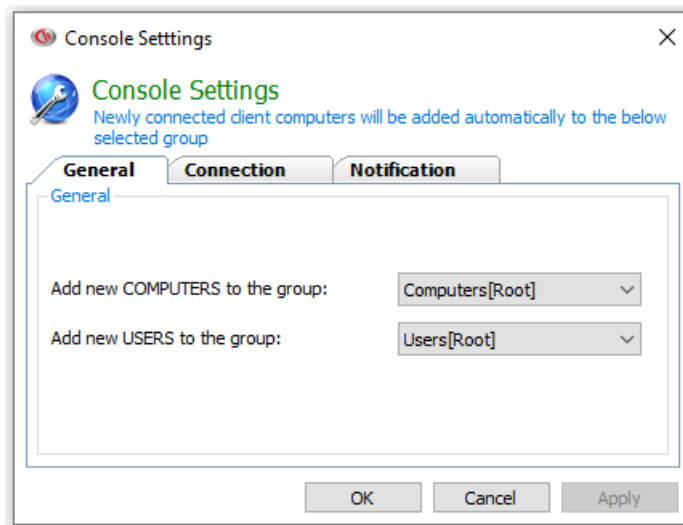 Console Setttings
Console Settings
Newly connected client computers will be added automatically to the below
selected group
General Connection Notification
General
Add new COMPUTERS to the group: Computers[Root]
Add new USERS to the group: Users[Root]
OK Cancel Apply